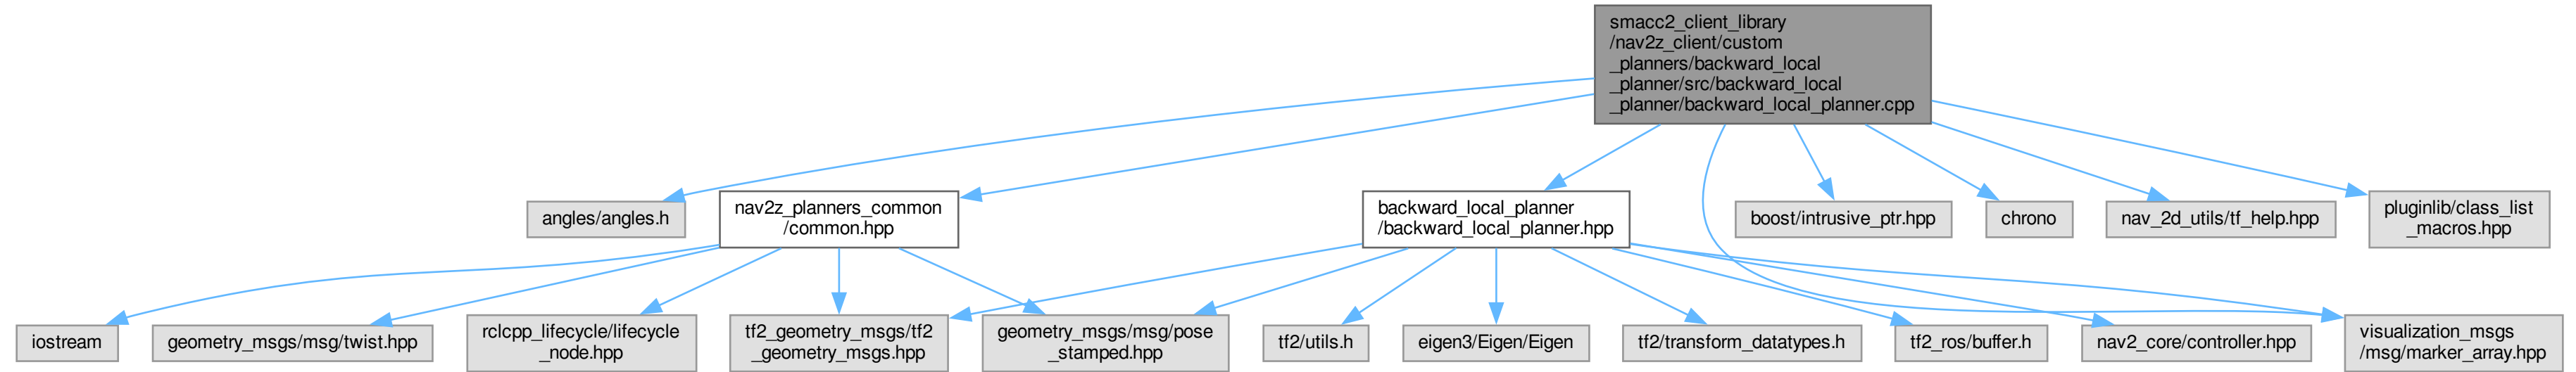 smacc2_client_library
/nav2z_client/custom
_planners/backward_local
_planner/src/backward_local
_planner/backward_local_planner.cpp
angles/angles.h
nav2z_planners_common
/common.hpp
backward_local_planner
/backward_local_planner.hpp
boost/intrusive_ptr.hpp
chrono
nav_2d_utils/tf_help.hpp
pluginlib/class_list
_macros.hpp
iostream
geometry_msgs/msg/twist.hpp
rclcpp_lifecycle/lifecycle
_node.hpp
tf2_geometry_msgs/tf2
_geometry_msgs.hpp
geometry_msgs/msg/pose
_stamped.hpp
tf2/utils.h
eigen3/Eigen/Eigen
tf2/transform_datatypes.h
tf2_ros/buffer.h
nav2_core/controller.hpp
visualization_msgs
/msg/marker_array.hpp